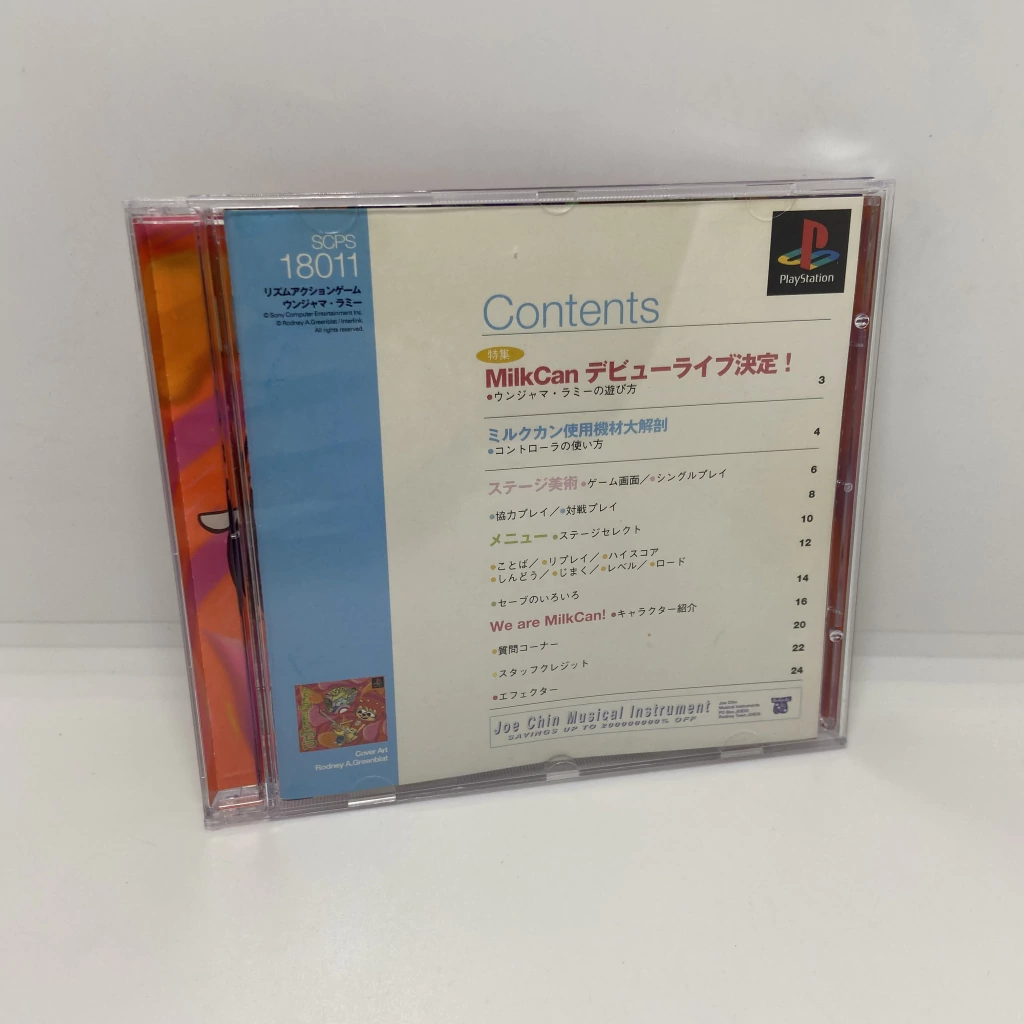 SCPS
18011
リズムアクションゲーム
ウンジャマ・ラミー
© Sony Computer Entertainment Inc.
© Rodney A.Greenblat / Interlink.
All rights reserved.
PlayStation
Contents
特集
MilkCan デビューライブ決定！
●ウンジャマ・ラミーの遊び方 3
ミルクカン使用機材大解剖
●コントローラの使い方 4
ステージ美術 ●ゲーム画面／●シングルプレイ 6
●協力プレイ／●対戦プレイ 8
メニュー ●ステージセレクト 10
●ことば／●リプレイ／●ハイスコア 12
●しんどう／●じまく／●レベル／●ロード
●セーブのいろいろ 14
We are MilkCan! ●キャラクター紹介 16
●質問コーナー 20
●スタッフクレジット 22
●エフェクター 24
Joe Chin Musical Instrument
SAVINGS UP TO 200000000% OFF
Joe Chin
Musical Instruments
Cover Art
Rodney A.Greenblat